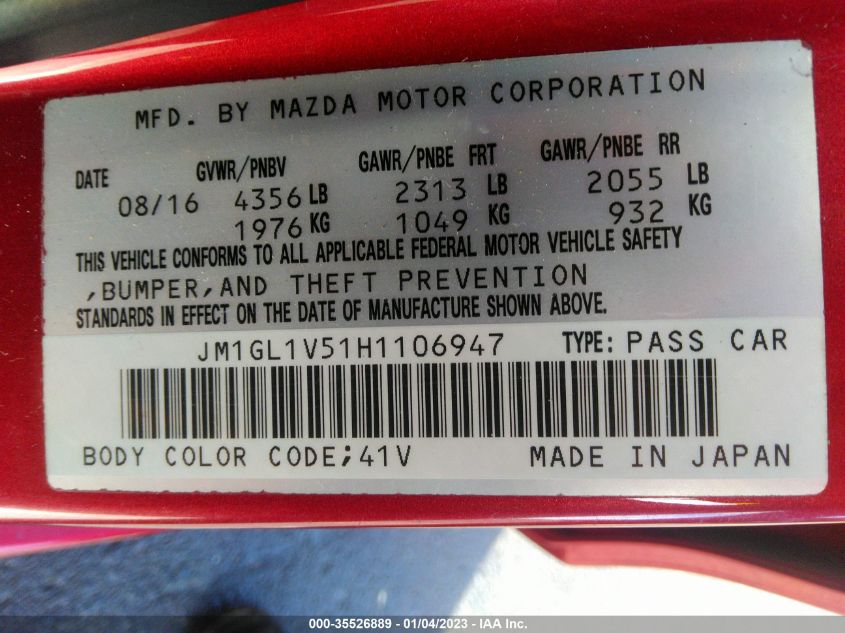 MFD. BY MAZDA MOTOR CORPORATION
DATE GVWR/PNBV GAWR/PNBE FRT GAWR/PNBE RR
08/16 4356 LB 2313 LB 2055 LB
1976 KG 1049 KG 932 KG
THIS VEHICLE CONFORMS TO ALL APPLICABLE FEDERAL MOTOR VEHICLE SAFETY
,BUMPER,AND THEFT PREVENTION
STANDARDS IN EFFECT ON THE DATE OF MANUFACTURE SHOWN ABOVE.
JM1GL1V51H1106947 TYPE: PASS CAR
BODY COLOR CODE;41V MADE IN JAPAN
000-35526889 - 01/04/2023 - IAA Inc.